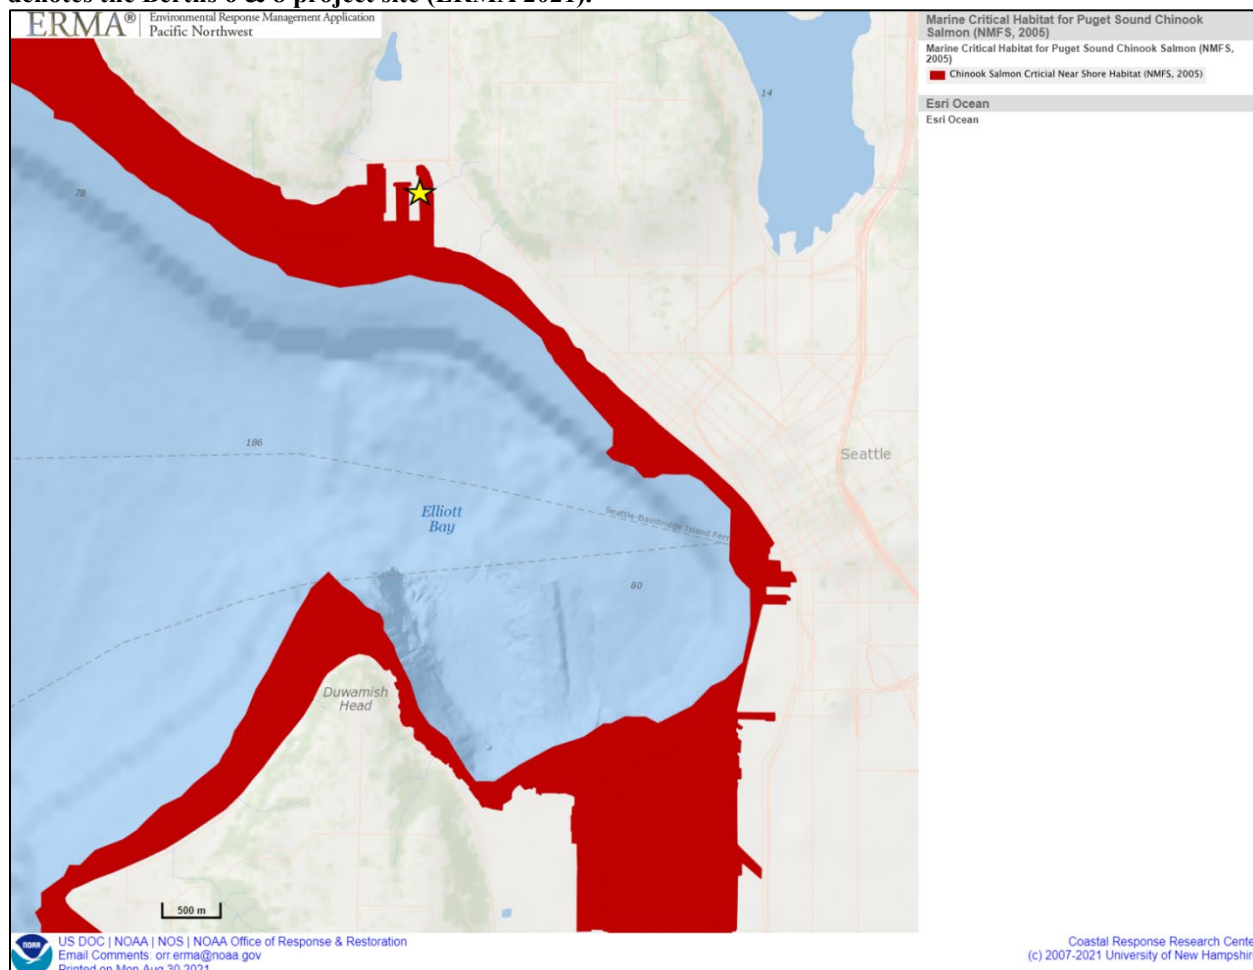 denotes the Berths 6 & 8 project site (ERMA 2021).
ERMA® Environmental Response Management Application
Pacific Northwest
Marine Critical Habitat for Puget Sound Chinook
Salmon (NMFS, 2005)
Marine Critical Habitat for Puget Sound Chinook Salmon (NMFS,
2005)
Chinook Salmon Crticial Near Shore Habitat (NMFS, 2005)
Esri Ocean
Esri Ocean
14
78
186
Seattle
Elliott
Bay
Seattle-Bainbridge Island Ferr
80
Duwamish
Head
500 m
NOAA
US DOC | NOAA | NOS | NOAA Office of Response & Restoration
Email Comments: orr.erma@noaa.gov
Printed on Mon Aug 30 2021
Coastal Response Research Cente
(c) 2007-2021 University of New Hampshir